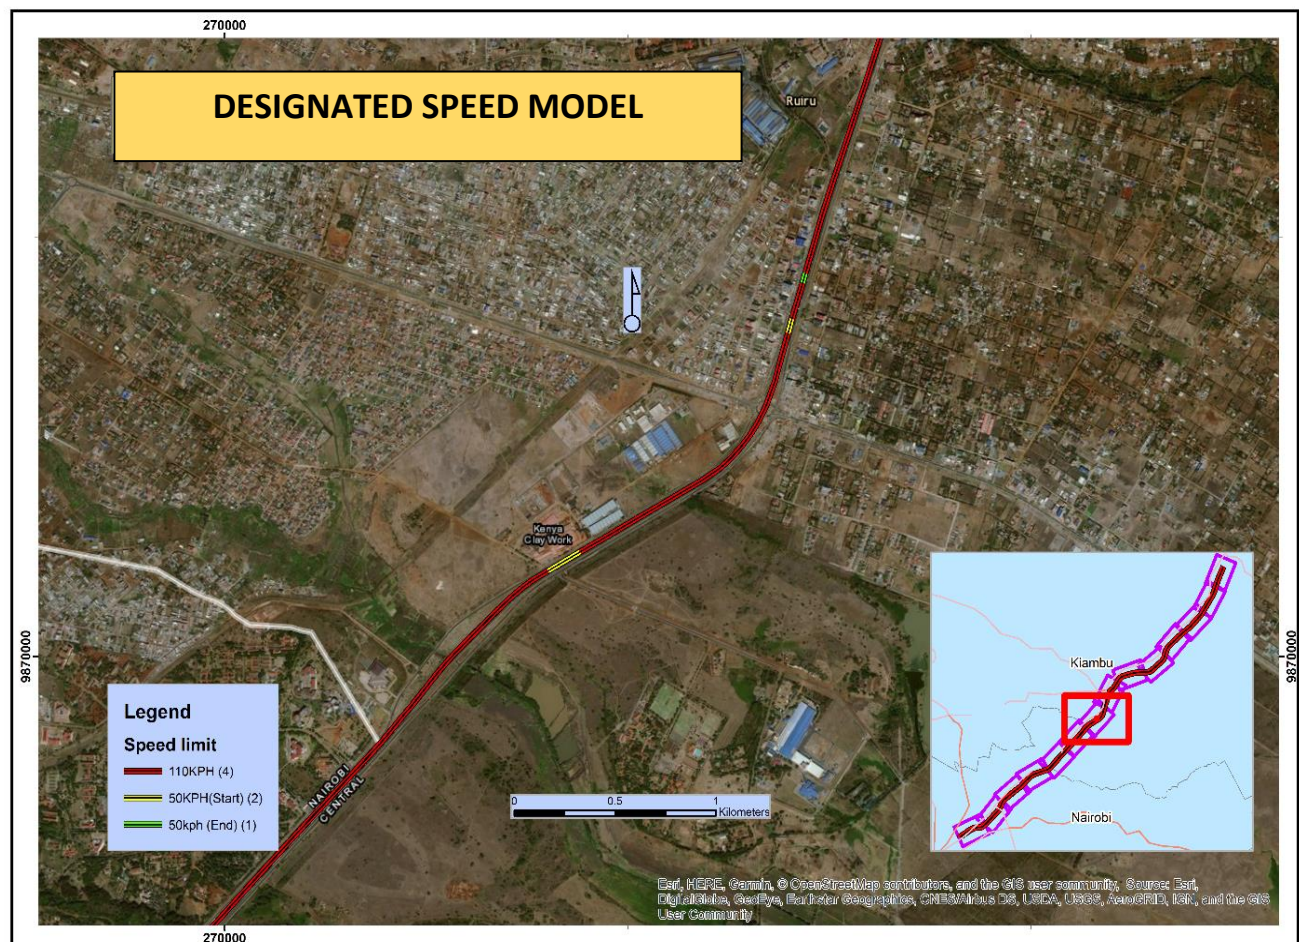 270000
DESIGNATED SPEED MODEL
Ruiru
Kenya
Clay Work
9870000
9870000
Kiambu
Nairobi
Legend
Speed limit
110KPH (4)
50KPH(Start) (2)
50kph (End) (1)
NAIROBI
CENTRAL
0 0.5 1
Kilometers
Esri, HERE, Garmin, © OpenStreetMap contributors, and the GIS user community, Source: Esri,
DigitalGlobe, GeoEye, Earthstar Geographics, CNES/Airbus DS, USDA, USGS, AeroGRID, IGN, and the GIS
User Community
270000